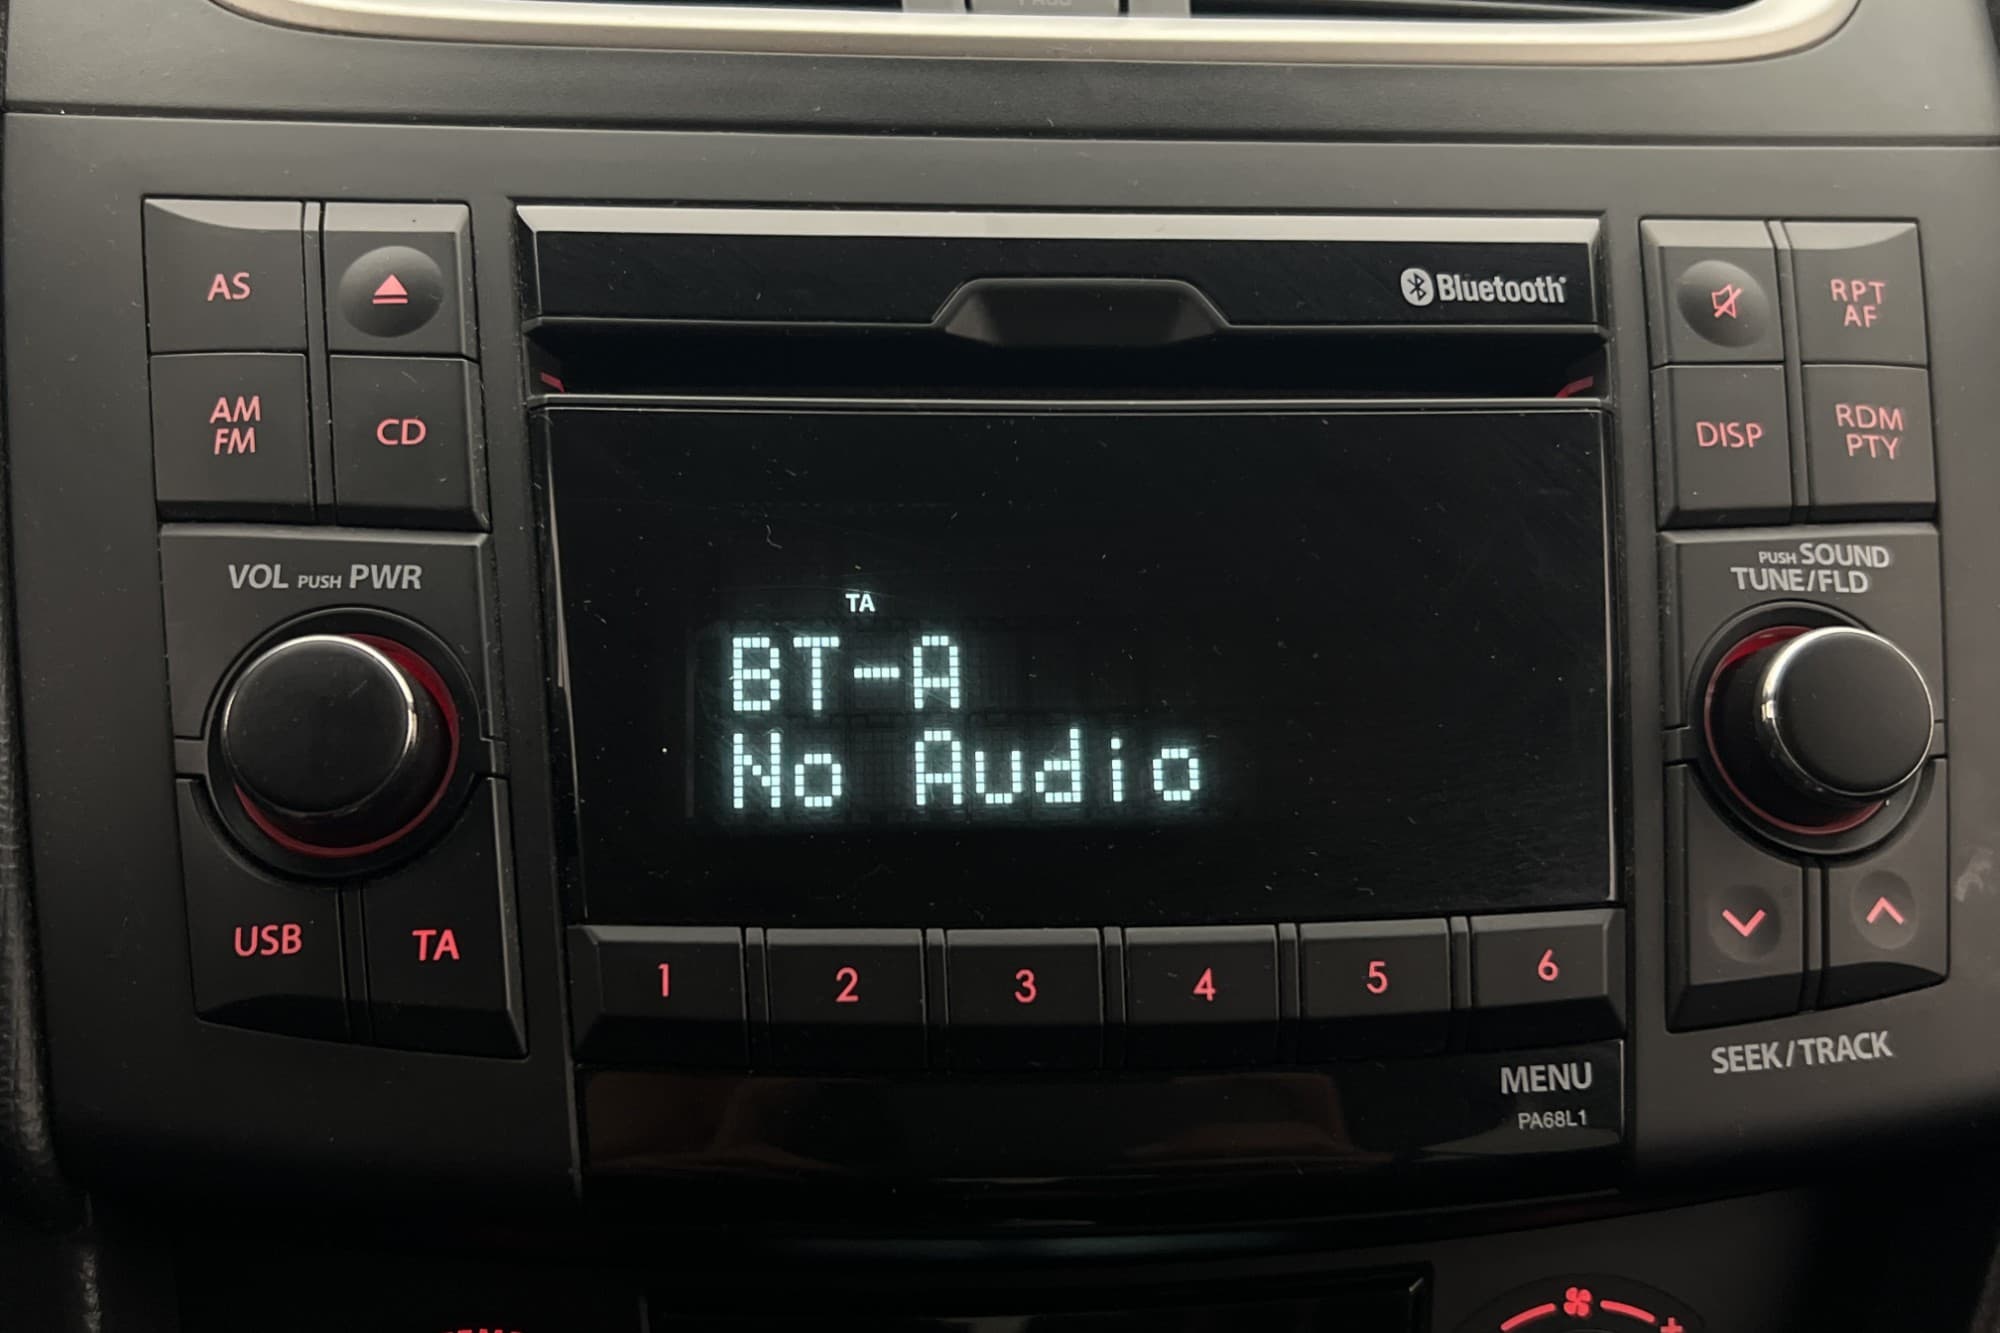 AS
AM
FM
CD
VOL PUSH PWR
USB
TA
Bluetooth
TA
BT-A
No Audio
1 2 3 4 5 6
MENU
PA68L1
RPT
AF
DISP
RDM
PTY
PUSH SOUND
TUNE/FLD
SEEK/TRACK